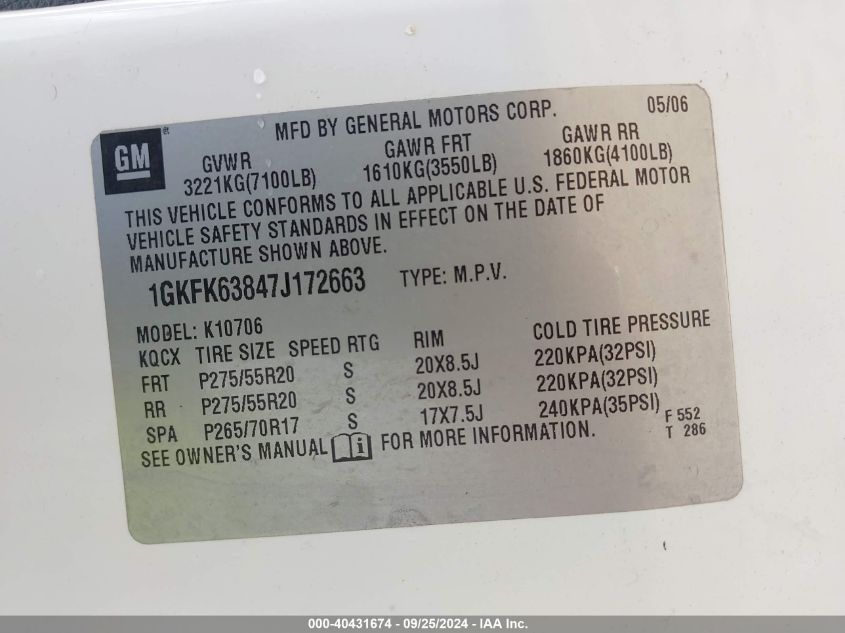 GM ®
MFD BY GENERAL MOTORS CORP. 05/06
GVWR GAWR FRT GAWR RR
3221KG(7100LB) 1610KG(3550LB) 1860KG(4100LB)
THIS VEHICLE CONFORMS TO ALL APPLICABLE U.S. FEDERAL MOTOR
VEHICLE SAFETY STANDARDS IN EFFECT ON THE DATE OF
MANUFACTURE SHOWN ABOVE.
1GKFK63847J172663 TYPE: M.P.V.
MODEL: K10706
KQCX TIRE SIZE SPEED RTG RIM COLD TIRE PRESSURE
FRT P275/55R20 S 20X8.5J 220KPA(32PSI)
RR P275/55R20 S 20X8.5J 220KPA(32PSI)
SPA P265/70R17 S 17X7.5J 240KPA(35PSI)
SEE OWNER'S MANUAL i FOR MORE INFORMATION.
F 552
T 286
000-40431674 - 09/25/2024 - IAA Inc.